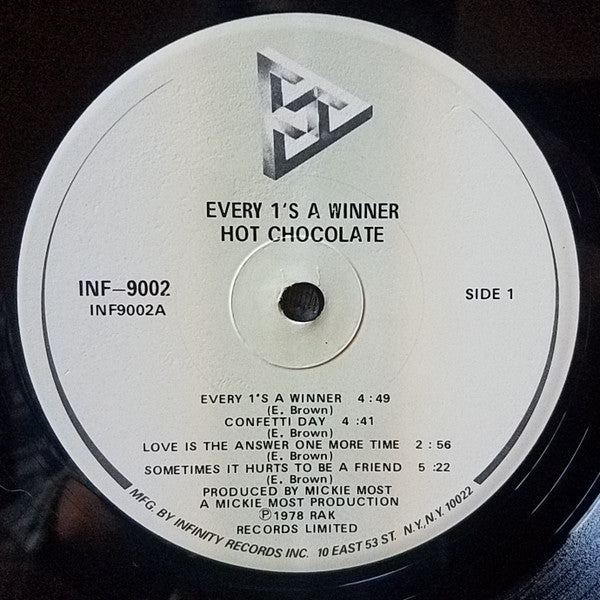 EVERY 1'S A WINNER
HOT CHOCOLATE
INF–9002
INF9002A
SIDE 1
EVERY 1'S A WINNER 4:49
(E. Brown)
CONFETTI DAY 4:41
(E. Brown)
LOVE IS THE ANSWER ONE MORE TIME 2:56
(E. Brown)
SOMETIMES IT HURTS TO BE A FRIEND 5:22
(E. Brown)
PRODUCED BY MICKIE MOST
A MICKIE MOST PRODUCTION
Ⓟ1978 RAK
RECORDS LIMITED
MFG. BY INFINITY RECORDS INC. 10 EAST 53 ST. N.Y., N.Y. 10022